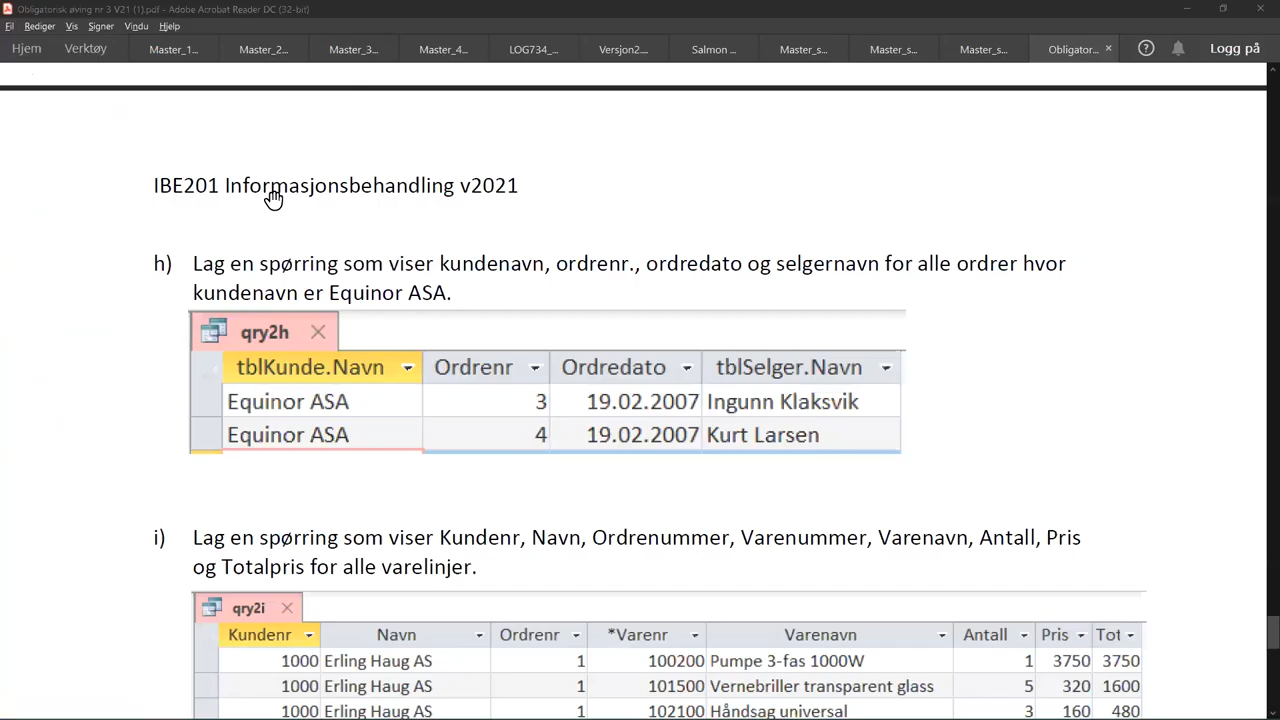 Obligatorisk øving nr 3 V21 (1).pdf - Adobe Acrobat Reader DC (32-bit)
Fil Rediger Vis Signer Vindu Hjelp
Hjem Verktøy Master_1... Master_2... Master_3... Master_4... LOG734_... Versjon2.... Salmon ... Master_s... Master_s... Master_s... Obligator... × ? Logg på
IBE201 Informasjonsbehandling v2021
h) Lag en spørring som viser kundenavn, ordrenr., ordredato og selgernavn for alle ordrer hvor
kundenavn er Equinor ASA.
qry2h
tblKunde.Navn Ordrenr Ordredato tblSelger.Navn
Equinor ASA 3 19.02.2007 Ingunn Klaksvik
Equinor ASA 4 19.02.2007 Kurt Larsen
i) Lag en spørring som viser Kundenr, Navn, Ordrenummer, Varenummer, Varenavn, Antall, Pris
og Totalpris for alle varelinjer.
qry2i
Kundenr Navn Ordrenr *Varenr Varenavn Antall Pris Tot
1000 Erling Haug AS 1 100200 Pumpe 3-fas 1000W 1 3750 3750
1000 Erling Haug AS 1 101500 Vernebriller transparent glass 5 320 1600
1000 Erling Haug AS 1 102100 Håndsag universal 3 160 480